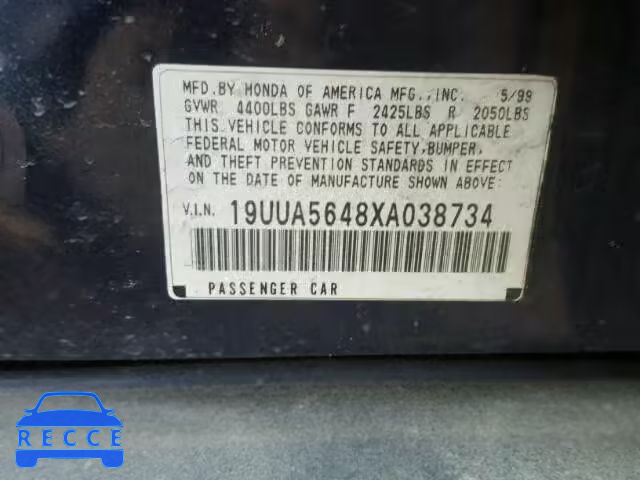 MFD.BY HONDA OF AMERICA MFG.,INC. 5/99
GVWR 4400LBS GAWR F 2425LBS R 2050LBS
THIS VEHICLE CONFORMS TO ALL APPLICABLE
FEDERAL MOTOR VEHICLE SAFETY,BUMPER,
AND THEFT PREVENTION STANDARDS IN EFFECT
ON THE DATE OF MANUFACTURE SHOWN ABOVE.
V.I.N. 19UUA5648XA038734
PASSENGER CAR
RECCE